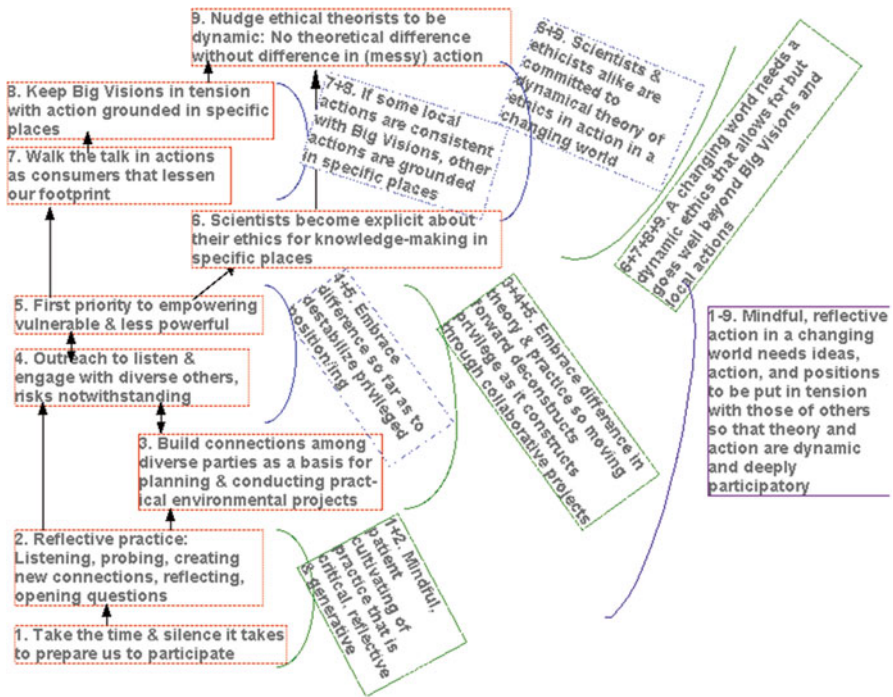 9. Nudge ethical theorists to be
dynamic: No theoretical difference
without difference in (messy) action
8. Keep Big Visions in tension
with action grounded in specific
places
7. Walk the talk in actions
as consumers that lessen
our footprint
6. Scientists become explicit about
their ethics for knowledge-making in
specific places
5. First priority to empowering
vulnerable & less powerful
4. Outreach to listen &
engage with diverse others,
risks notwithstanding
3. Build connections among
diverse parties as a basis for
planning & conducting pract-
ical environmental projects
2. Reflective practice:
Listening, probing, creating
new connections, reflecting,
opening questions
1. Take the time & silence it takes
to prepare us to participate
7+8. If some local
actions are consistent
with Big Visions, other
actions are grounded
in specific places
6+9. Scientists &
ethicists alike are
committed to
dynamical theory of
ethics in action in a
changing world
6+7+8+9. A changing world needs a
dynamic ethics that allows for but
goes well beyond Big Visions and
local actions
4+5. Embrace
difference so far as to
destabilize privileged
position/ing
3+4+5. Embrace difference in
theory & practice so moving
forward deconstructs
privilege as it constructs
through collaborative projects
1+2. Mindful,
patient
cultivating of
practice that is
critical, reflective
& generative
1-9. Mindful, reflective
action in a changing
world needs ideas,
action, and positions
to be put in tension
with those of others
so that theory and
action are dynamic
and deeply
participatory